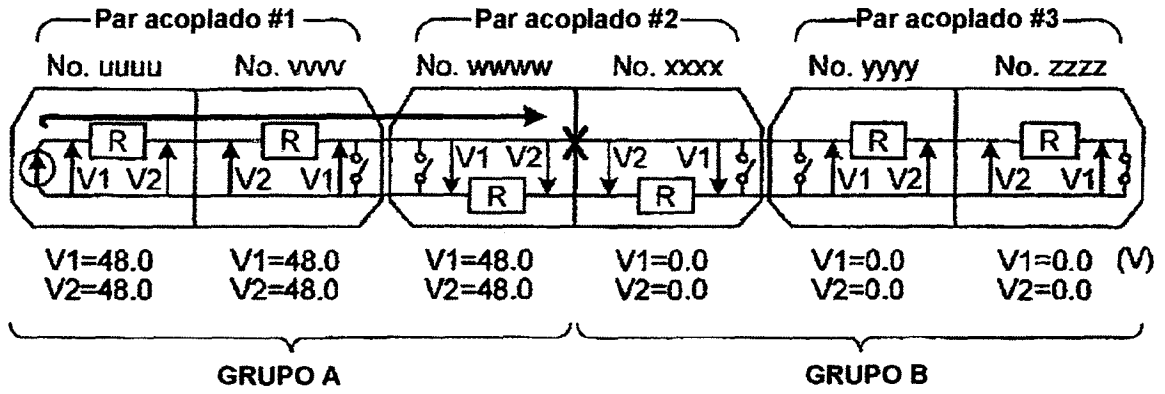 Par acoplado #1 Par acoplado #2 Par acoplado #3
No. uuuu No. vvvv No. wwww No. xxxx No. yyyy No. zzzz
R R R R
V1 V2 V2 V1 V1 V2 V2 V1 V1 V2 V2 V1
R R
V1=48.0 V1=48.0 V1=48.0 V1=0.0 V1=0.0 V1=0.0 (V)
V2=48.0 V2=48.0 V2=48.0 V2=0.0 V2=0.0 V2=0.0
GRUPO A GRUPO B